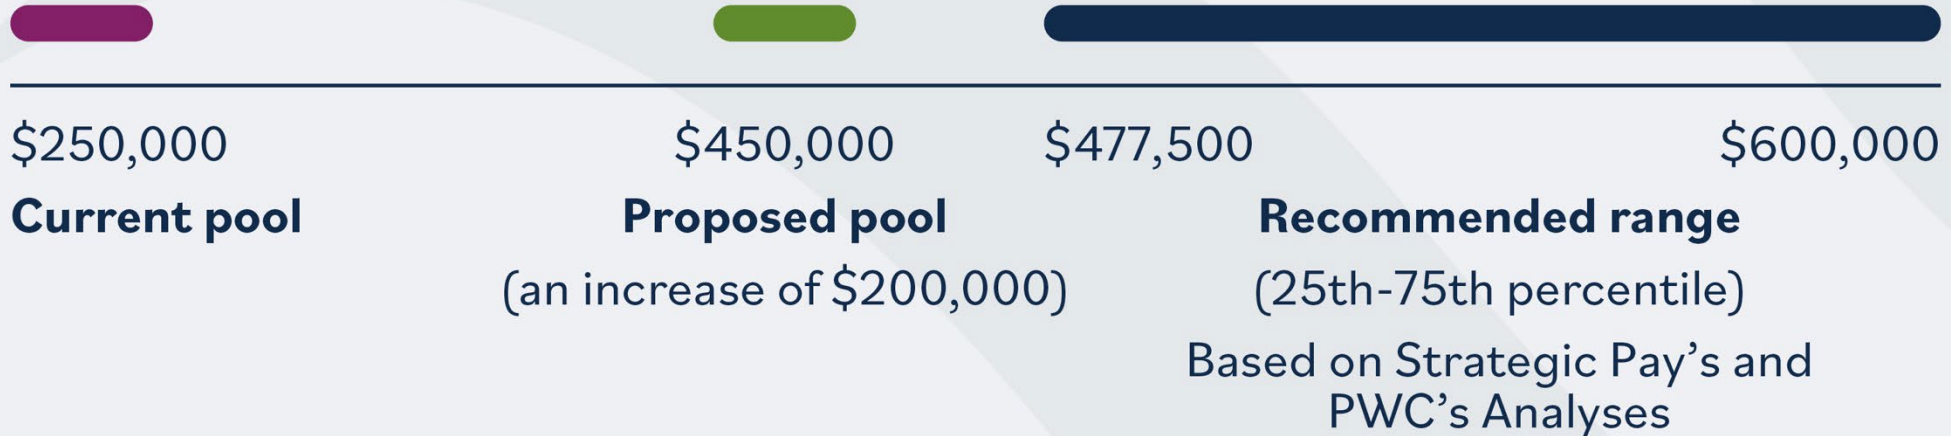 $250,000
Current pool
$450,000
Proposed pool
(an increase of $200,000)
$477,500
$600,000
Recommended range
(25th-75th percentile)
Based on Strategic Pay’s and
PWC’s Analyses